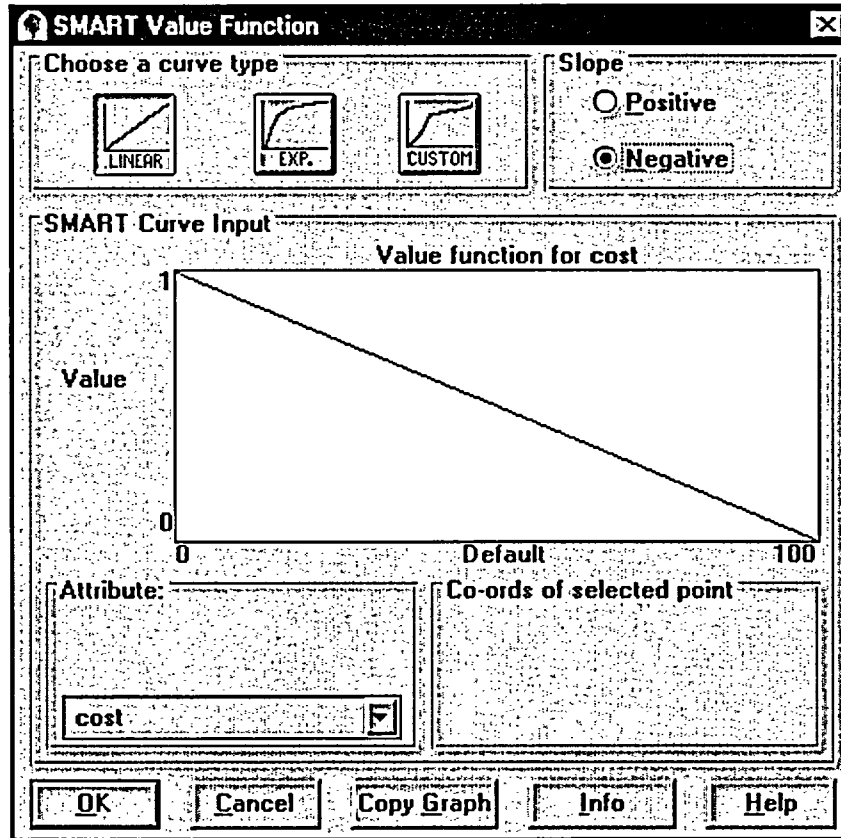 SMART Value Function
Choose a curve type
LINEAR EXP. CUSTOM
Slope
Positive
Negative
SMART Curve Input
Value function for cost
1
Value
0
0 Default 100
Attribute:
cost
Co-ords of selected point
OK Cancel Copy Graph Info Help